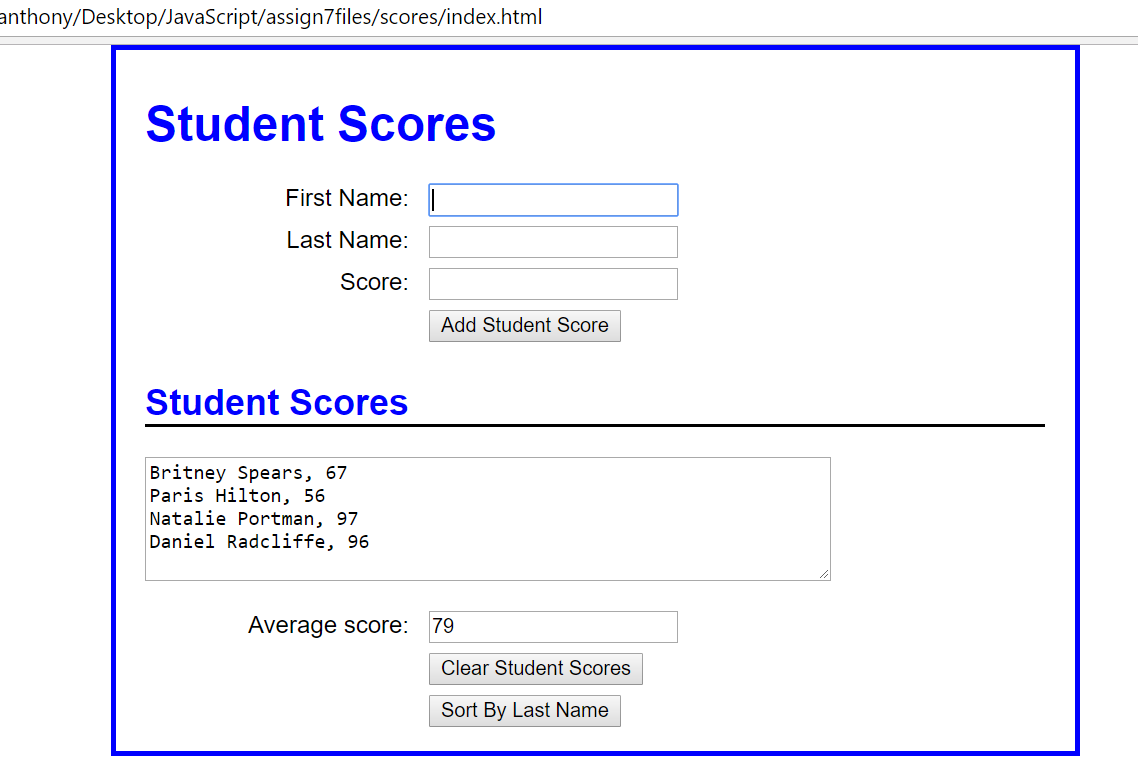 anthony/Desktop/JavaScript/assign7files/scores/index.html
Student Scores
First Name:
Last Name:
Score:
Add Student Score
Student Scores
Britney Spears, 67
Paris Hilton, 56
Natalie Portman, 97
Daniel Radcliffe, 96
Average score: 79
Clear Student Scores
Sort By Last Name